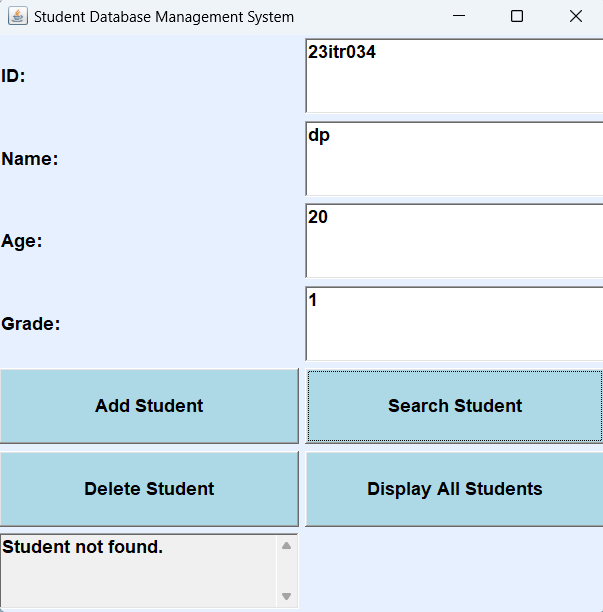 Student Database Management System
ID:
23itr034
Name:
dp
Age:
20
Grade:
1
Add Student
Search Student
Delete Student
Display All Students
Student not found.